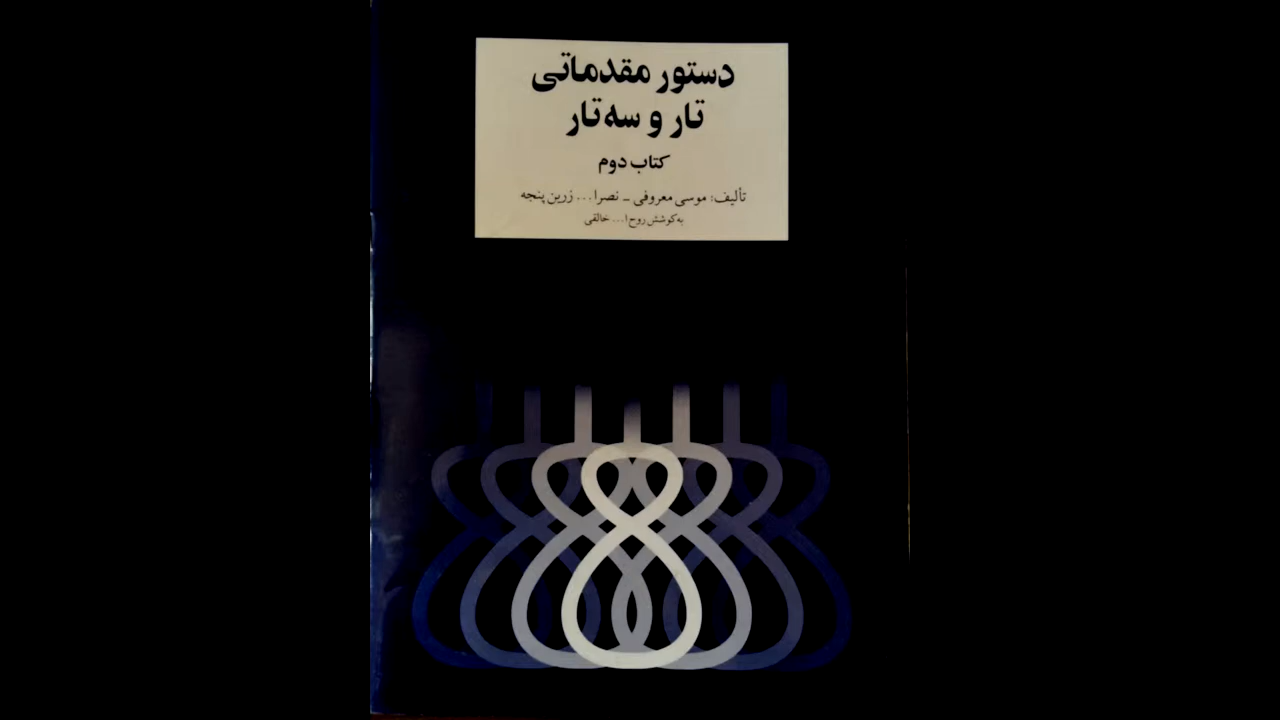 دستور مقدماتی
تار و سه‌تار
کتاب دوم
تألیف: موسی معروفی ـ نصرا... زرین پنجه
به‌کوشش روح ا... خالقی